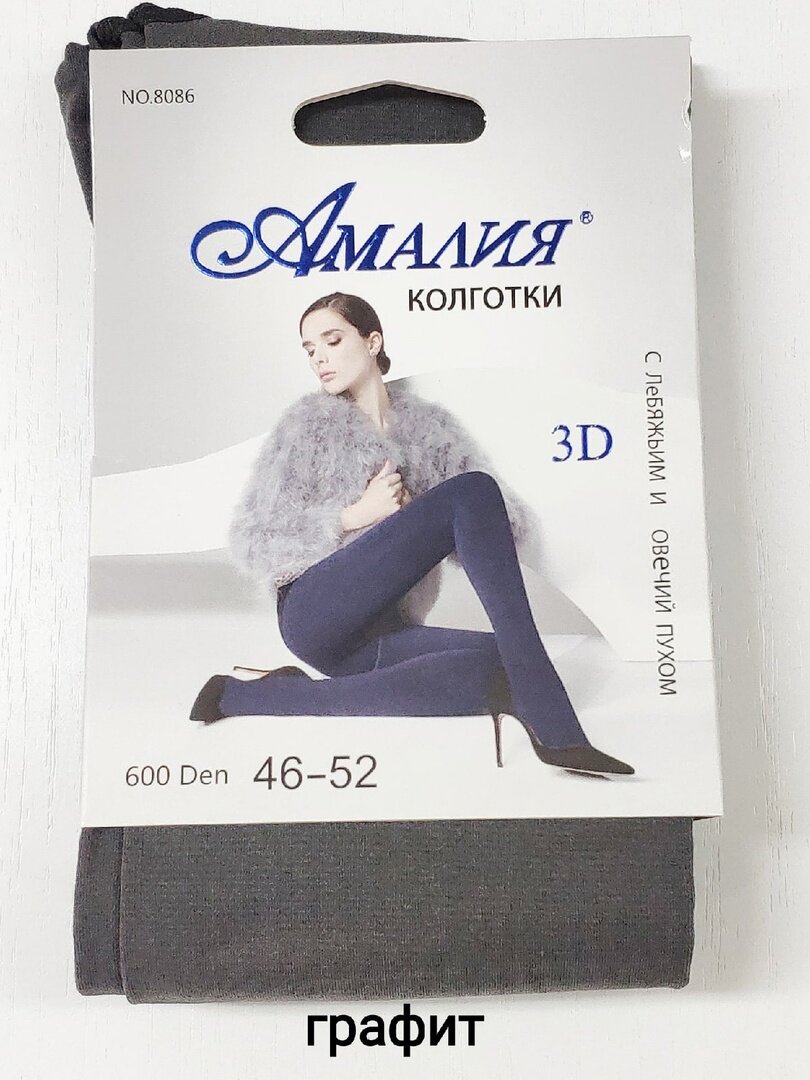 NO.8086
Амалия®
КОЛГОТКИ
3D
С ЛеБЯЖЬИМ И ОВеЧИЙ ПУХОМ
600 Den 46-52
графит